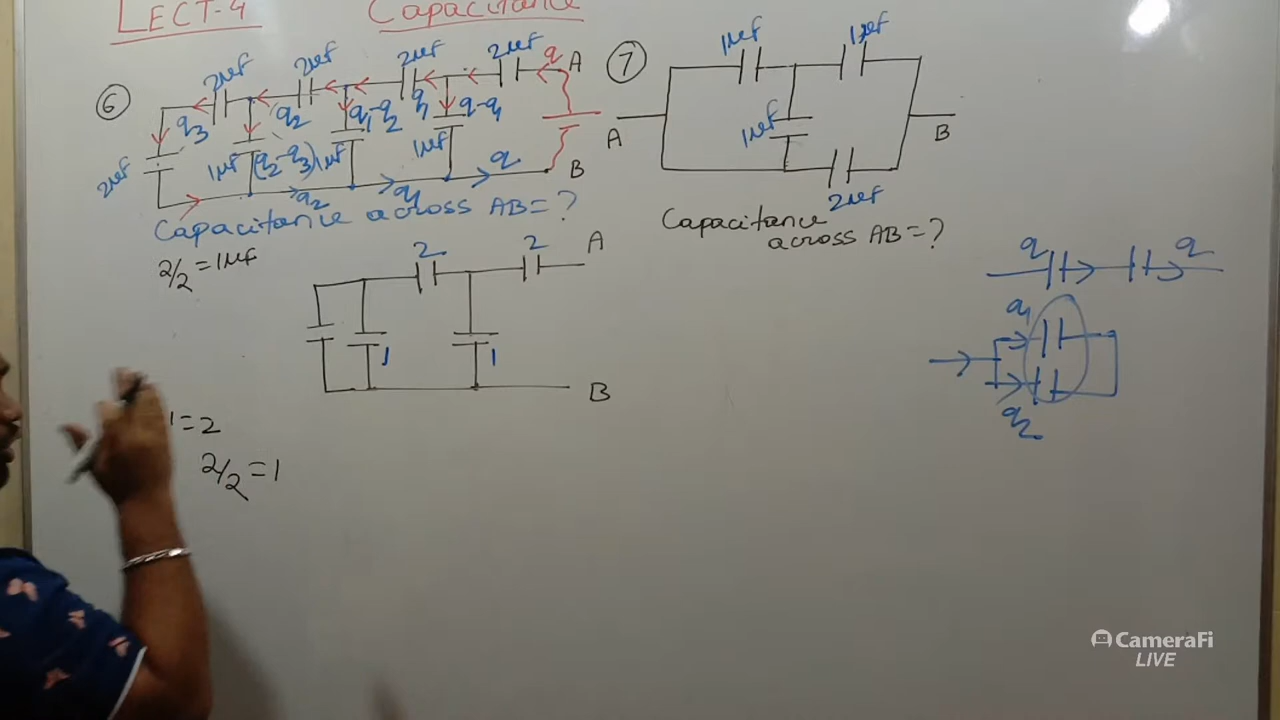 LECT-4 Capacitance
6
2μf 2μf 2μf 2μf q A
q3 q2 q1-q2 q1 q-q1
2μf 1μf (q2-q3) 1μf 1μf
q2 q1 q B
Capacitance across AB=?
2/2=1μf
2 2 A
1 1
B
1=2
2/2=1
7
1μf 1μf
A 1μf B
2μf
Capacitance
across AB=?
q q
q1
q2
CameraFi
LIVE